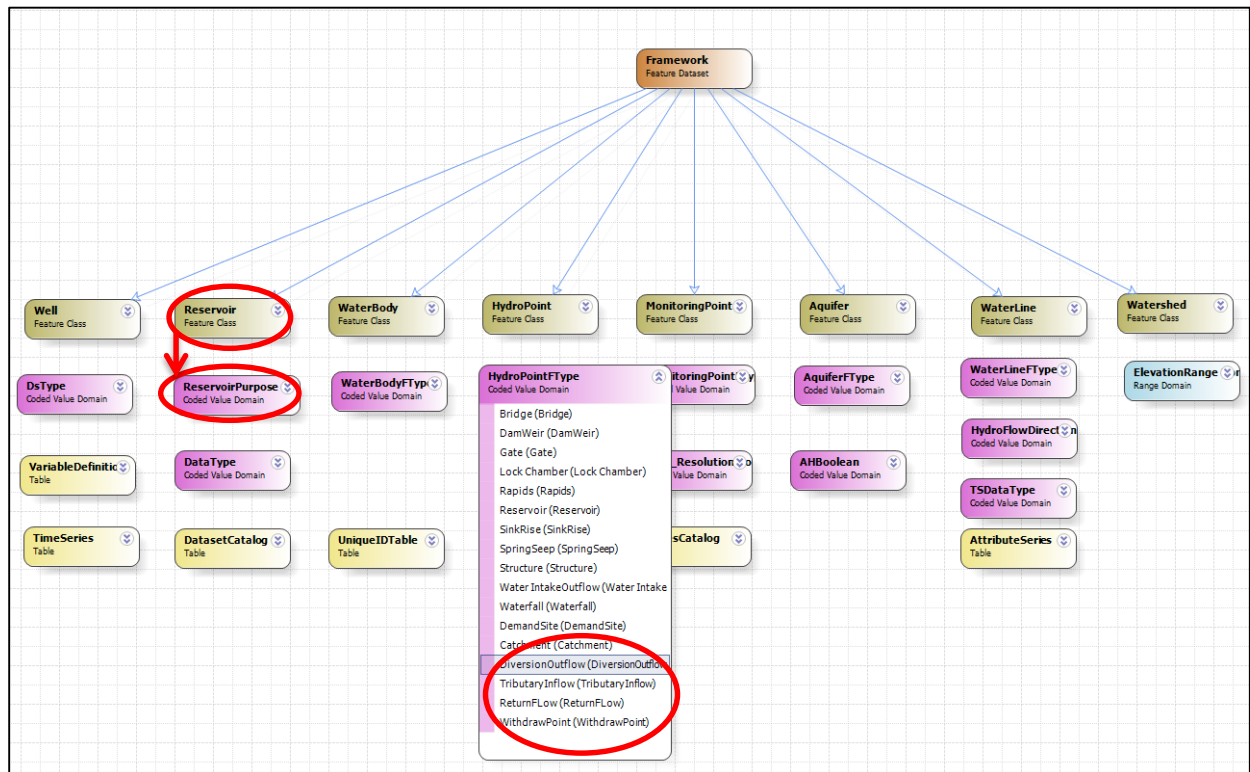 Framework
Feature Dataset
Well
Feature Class
Reservoir
Feature Class
WaterBody
Feature Class
HydroPoint
Feature Class
MonitoringPoint
Feature Class
Aquifer
Feature Class
WaterLine
Feature Class
Watershed
Feature Class
DsType
Coded Value Domain
ReservoirPurpose
Coded Value Domain
WaterBodyFType
Coded Value Domain
HydroPointFType
Coded Value Domain
Bridge (Bridge)
DamWeir (DamWeir)
Gate (Gate)
Lock Chamber (Lock Chamber)
Rapids (Rapids)
Reservoir (Reservoir)
SinkRise (SinkRise)
SpringSeep (SpringSeep)
Structure (Structure)
Water IntakeOutflow (Water Intake
Waterfall (Waterfall)
DemandSite (DemandSite)
Catchment (Catchment)
DiversionOutflow (DiversionOutflow
TributaryInflow (TributaryInflow)
ReturnFLow (ReturnFLow)
WithdrawPoint (WithdrawPoint)
Value Domain
AquiferFType
Coded Value Domain
WaterLineFType
Coded Value Domain
ElevationRange
Range Domain
VariableDefinitio
Table
DataType
Coded Value Domain
_Resolution
Value Domain
AHBoolean
Coded Value Domain
HydroFlowDirect
Coded Value Domain
TSDataType
Coded Value Domain
TimeSeries
Table
DatasetCatalog
Table
UniqueIDTable
Table
sCatalog
AttributeSeries
Table